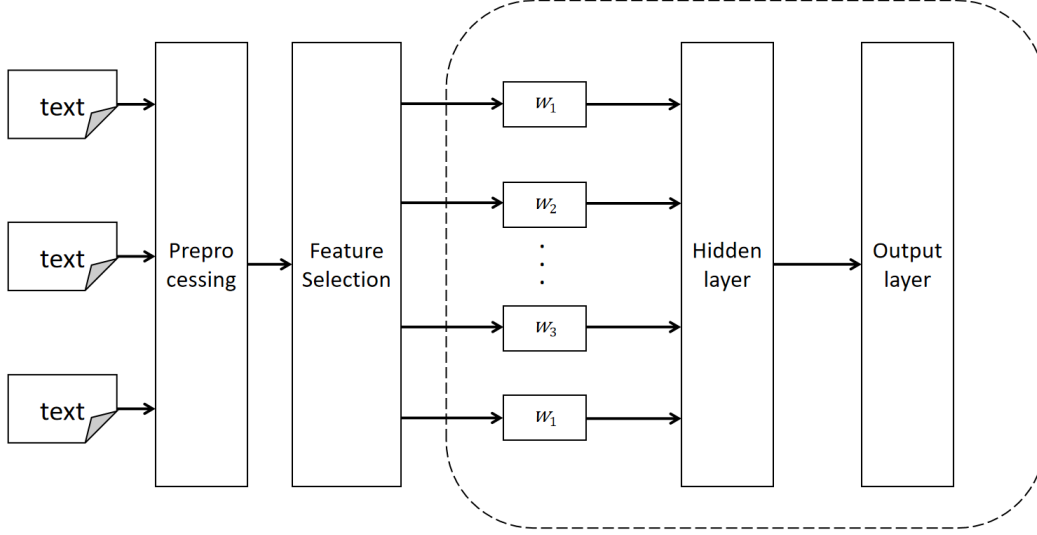 text
text
text
Prepro
cessing
Feature
Selection
W₁
W₂
W₃
W₁
Hidden
layer
Output
layer